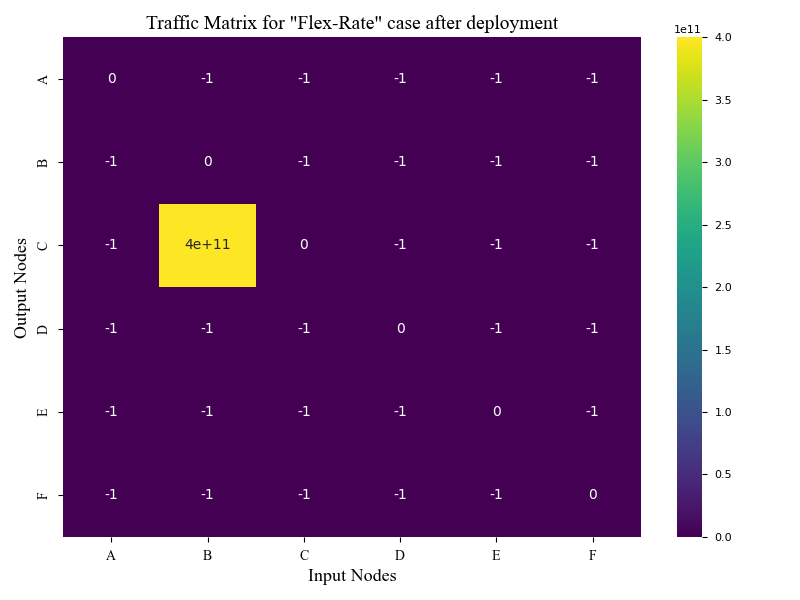 Traffic Matrix for "Flex-Rate" case after deployment
1e11
A 0 -1 -1 -1 -1 -1
B -1 0 -1 -1 -1 -1
C -1 4e+11 0 -1 -1 -1
D -1 -1 -1 0 -1 -1
E -1 -1 -1 -1 0 -1
F -1 -1 -1 -1 -1 0
A B C D E F
Input Nodes
Output Nodes
4.0
3.5
3.0
2.5
2.0
1.5
1.0
0.5
0.0